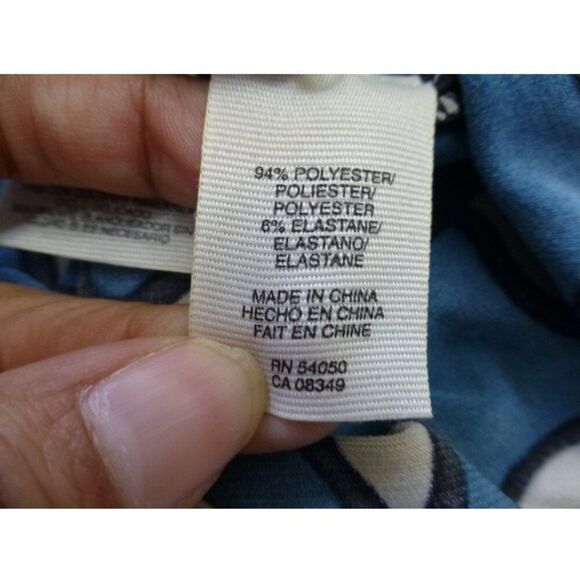 94% POLYESTER/
POLIESTER/
POLYESTER
6% ELASTANE/
ELASTANO/
ELASTANE
MADE IN CHINA
HECHO EN CHINA
FAIT EN CHINE
RN 54050
CA 08349